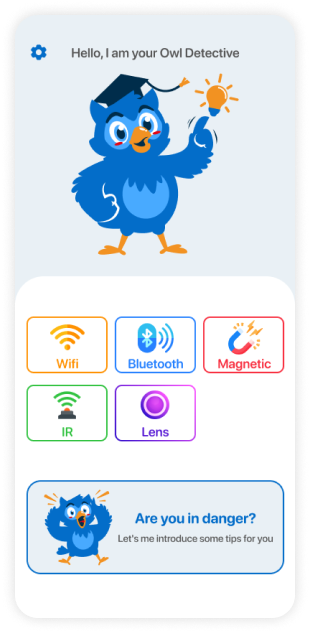 Hello, I am your Owl Detective
Wifi
Bluetooth
Magnetic
IR
Lens
Are you in danger?
Let's me introduce some tips for you